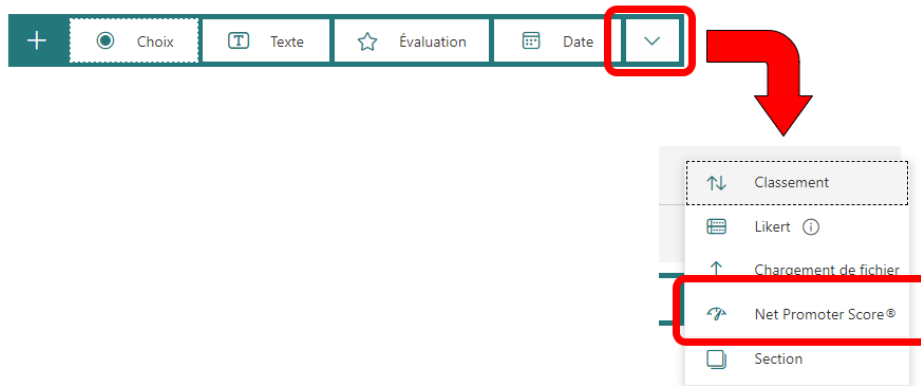 Choix Texte Évaluation Date
Classement
Likert
Chargement de fichier
Net Promoter Score®
Section